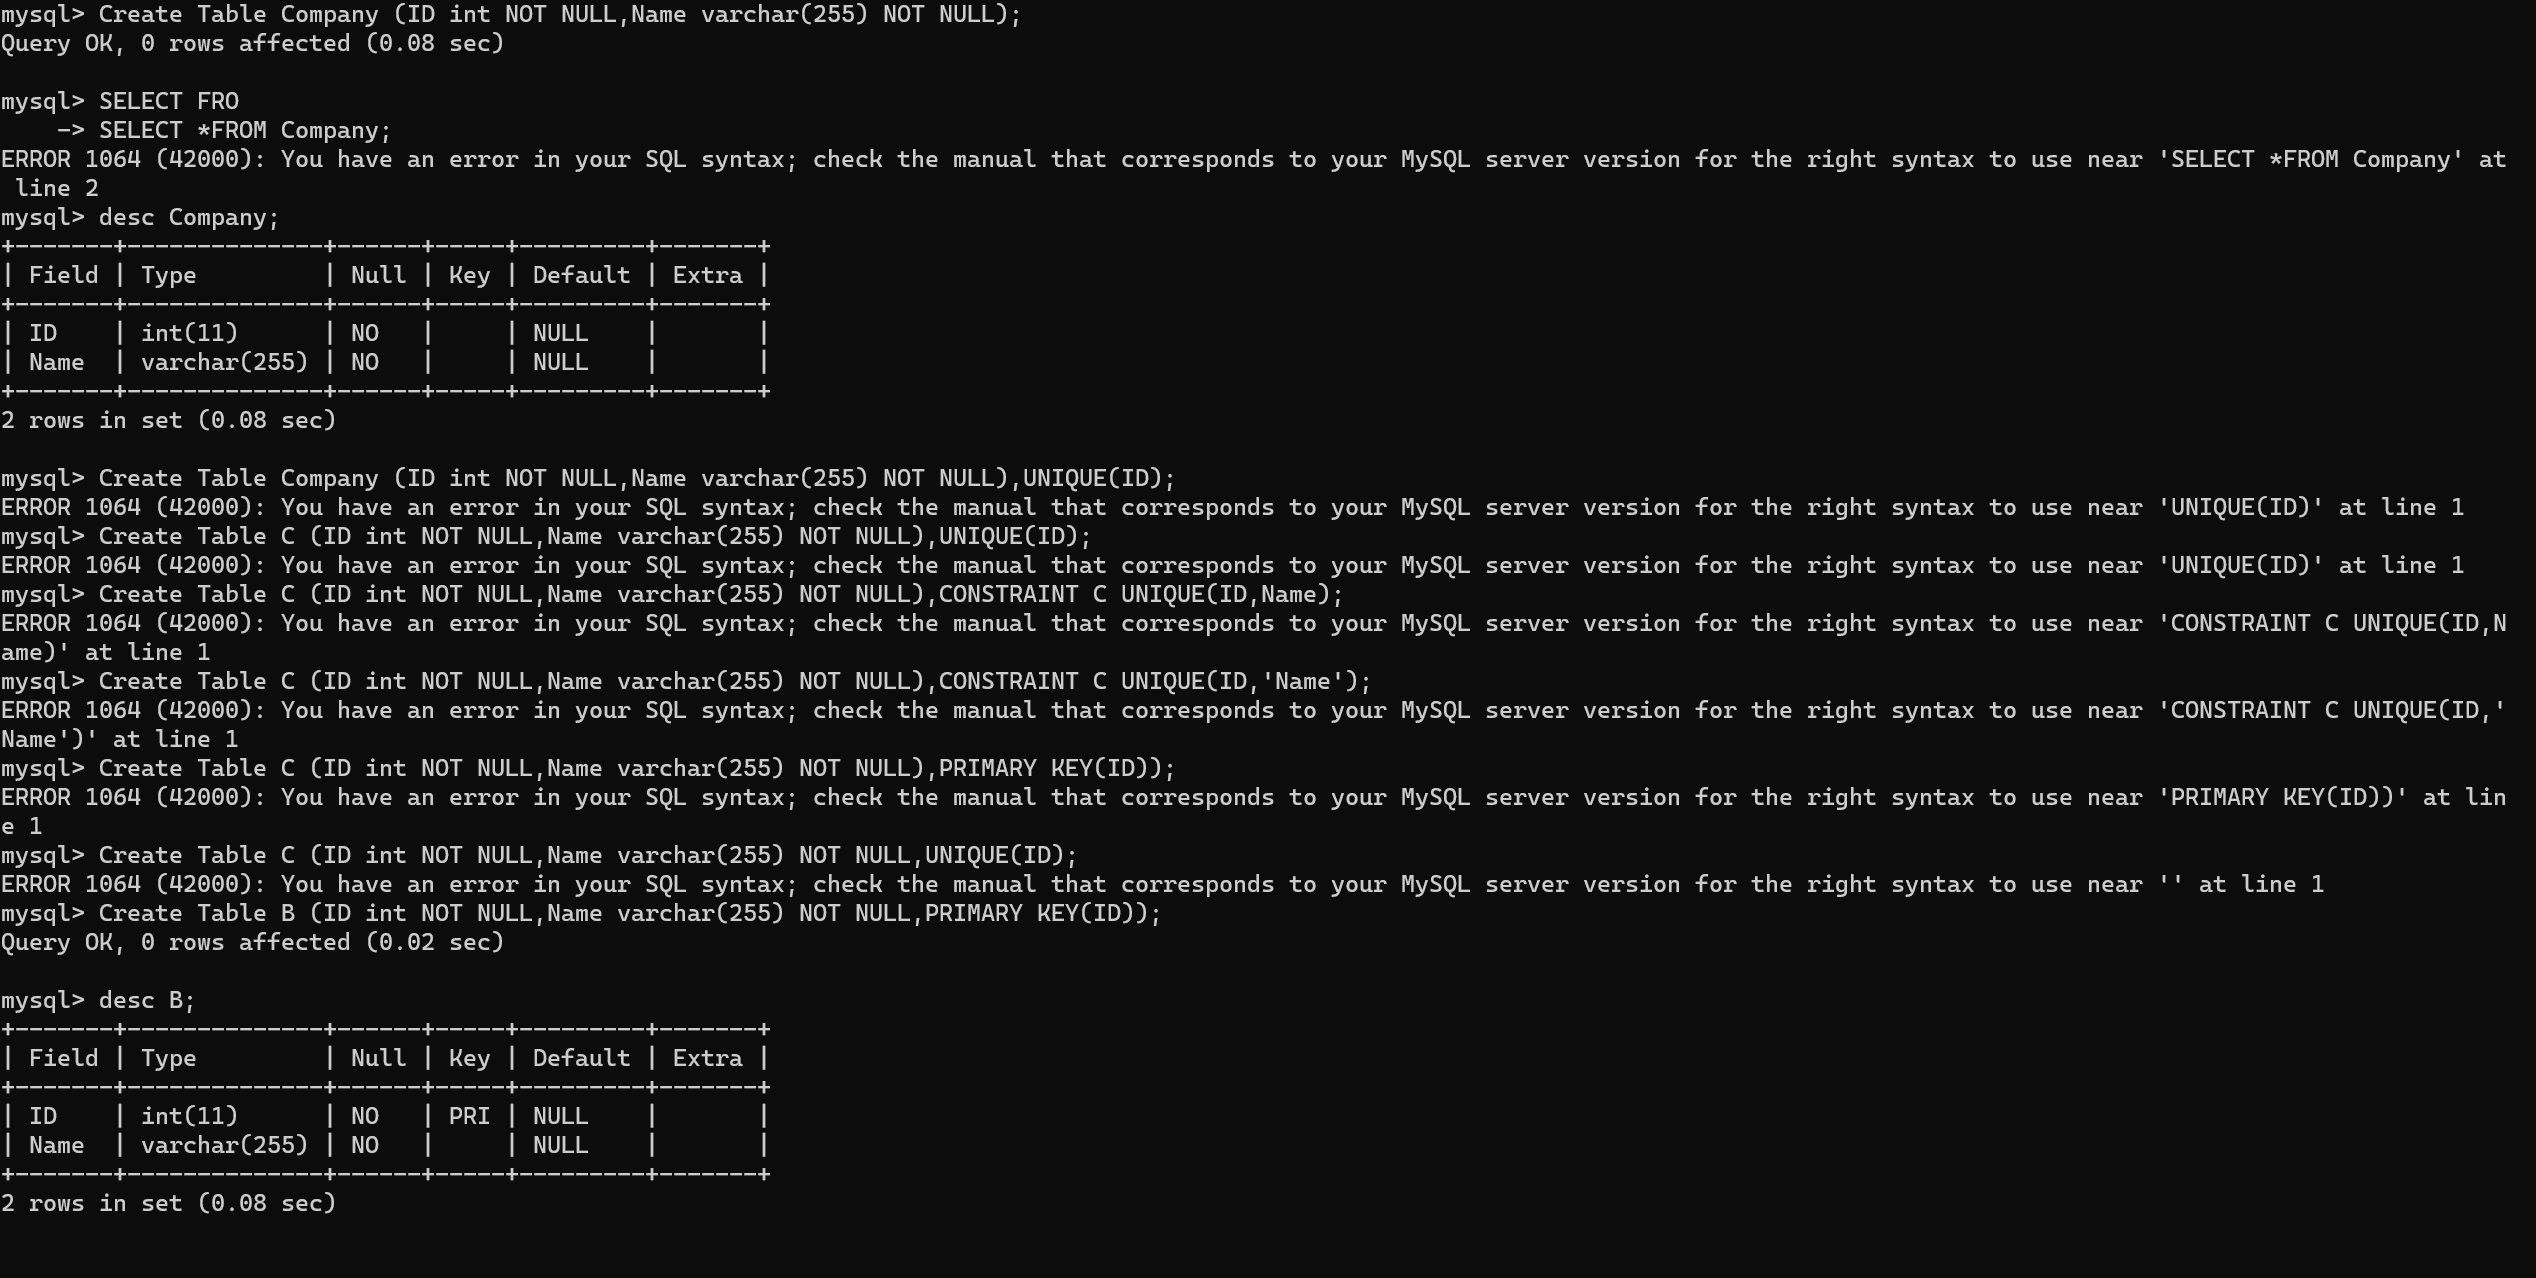 mysql> Create Table Company (ID int NOT NULL,Name varchar(255) NOT NULL);
Query OK, 0 rows affected (0.08 sec)

mysql> SELECT FRO
    -> SELECT *FROM Company;
ERROR 1064 (42000): You have an error in your SQL syntax; check the manual that corresponds to your MySQL server version for the right syntax to use near 'SELECT *FROM Company' at
 line 2
mysql> desc Company;
+-------+--------------+------+-----+---------+-------+
| Field | Type         | Null | Key | Default | Extra |
+-------+--------------+------+-----+---------+-------+
| ID    | int(11)      | NO   |     | NULL    |       |
| Name  | varchar(255) | NO   |     | NULL    |       |
+-------+--------------+------+-----+---------+-------+
2 rows in set (0.08 sec)

mysql> Create Table Company (ID int NOT NULL,Name varchar(255) NOT NULL),UNIQUE(ID);
ERROR 1064 (42000): You have an error in your SQL syntax; check the manual that corresponds to your MySQL server version for the right syntax to use near 'UNIQUE(ID)' at line 1
mysql> Create Table C (ID int NOT NULL,Name varchar(255) NOT NULL),UNIQUE(ID);
ERROR 1064 (42000): You have an error in your SQL syntax; check the manual that corresponds to your MySQL server version for the right syntax to use near 'UNIQUE(ID)' at line 1
mysql> Create Table C (ID int NOT NULL,Name varchar(255) NOT NULL),CONSTRAINT C UNIQUE(ID,Name);
ERROR 1064 (42000): You have an error in your SQL syntax; check the manual that corresponds to your MySQL server version for the right syntax to use near 'CONSTRAINT C UNIQUE(ID,N
ame)' at line 1
mysql> Create Table C (ID int NOT NULL,Name varchar(255) NOT NULL),CONSTRAINT C UNIQUE(ID,'Name');
ERROR 1064 (42000): You have an error in your SQL syntax; check the manual that corresponds to your MySQL server version for the right syntax to use near 'CONSTRAINT C UNIQUE(ID,'
Name')' at line 1
mysql> Create Table C (ID int NOT NULL,Name varchar(255) NOT NULL),PRIMARY KEY(ID));
ERROR 1064 (42000): You have an error in your SQL syntax; check the manual that corresponds to your MySQL server version for the right syntax to use near 'PRIMARY KEY(ID))' at lin
e 1
mysql> Create Table C (ID int NOT NULL,Name varchar(255) NOT NULL,UNIQUE(ID);
ERROR 1064 (42000): You have an error in your SQL syntax; check the manual that corresponds to your MySQL server version for the right syntax to use near '' at line 1
mysql> Create Table B (ID int NOT NULL,Name varchar(255) NOT NULL,PRIMARY KEY(ID));
Query OK, 0 rows affected (0.02 sec)

mysql> desc B;
+-------+--------------+------+-----+---------+-------+
| Field | Type         | Null | Key | Default | Extra |
+-------+--------------+------+-----+---------+-------+
| ID    | int(11)      | NO   | PRI | NULL    |       |
| Name  | varchar(255) | NO   |     | NULL    |       |
+-------+--------------+------+-----+---------+-------+
2 rows in set (0.08 sec)